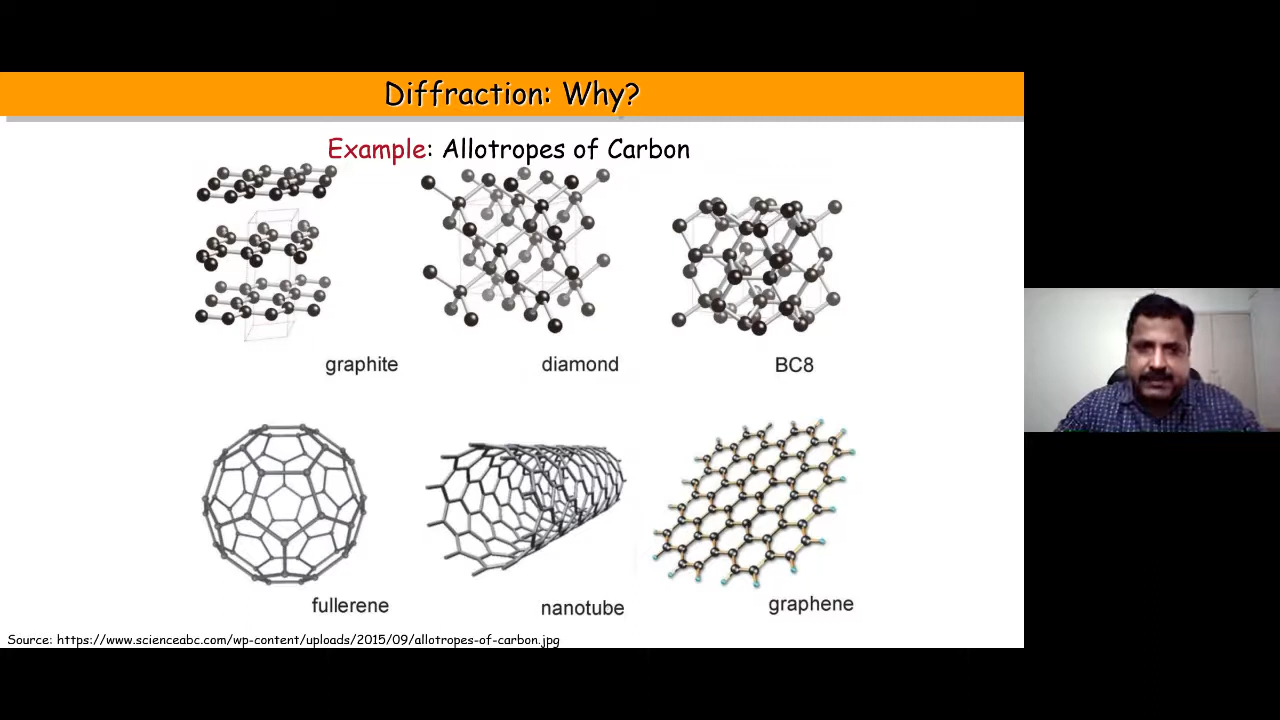 Diffraction: Why?
Example: Allotropes of Carbon
graphite
diamond
BC8
fullerene
nanotube
graphene
Source: https://www.scienceabc.com/wp-content/uploads/2015/09/allotropes-of-carbon.jpg